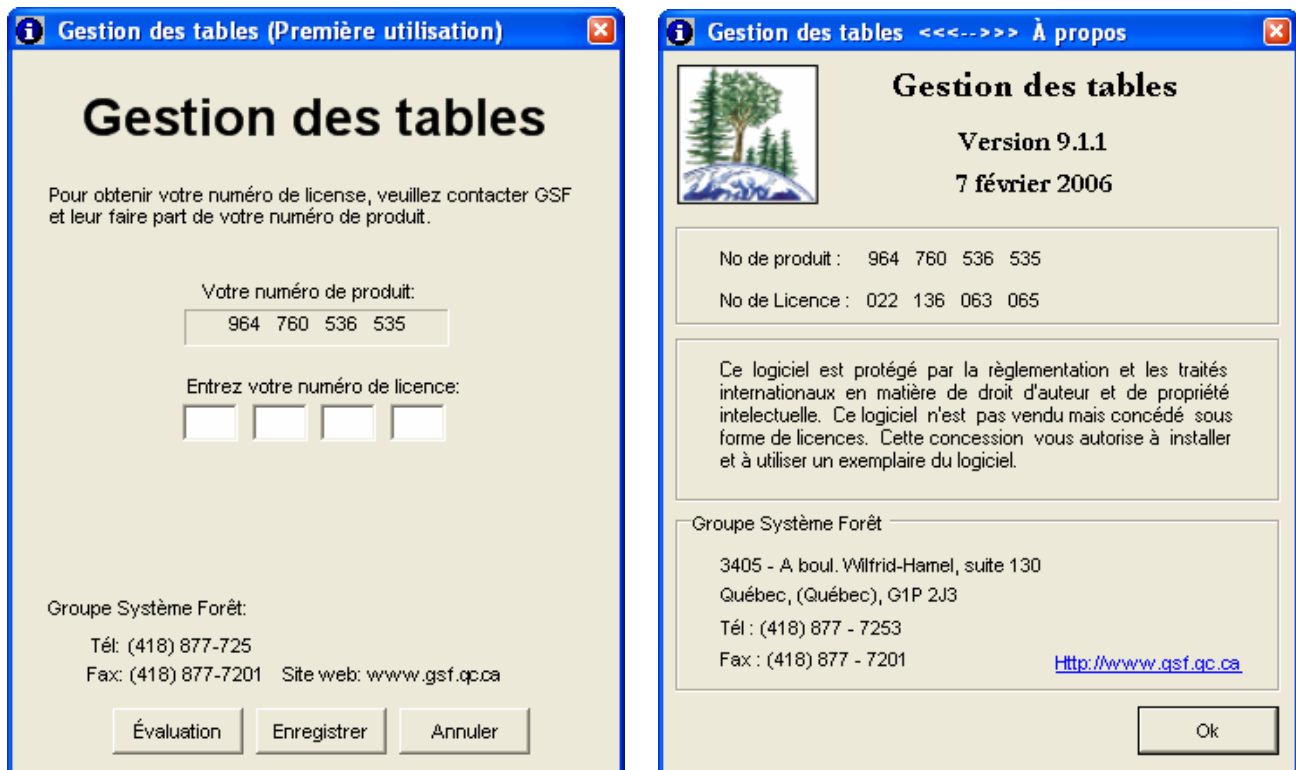 Gestion des tables (Première utilisation)
Gestion des tables
Pour obtenir votre numéro de license, veuillez contacter GSF
et leur faire part de votre numéro de produit.
Votre numéro de produit:
964 760 536 535
Entrez votre numéro de licence:
Groupe Système Forêt:
Tél: (418) 877-725
Fax: (418) 877-7201 Site web: www.gsf.qc.ca
Évaluation Enregistrer Annuler
Gestion des tables <<<-->>> À propos
Gestion des tables
Version 9.1.1
7 février 2006
No de produit : 964 760 536 535
No de Licence : 022 136 063 065
Ce logiciel est protégé par la règlementation et les traités
internationaux en matière de droit d'auteur et de propriété
intelectuelle. Ce logiciel n'est pas vendu mais concédé sous
forme de licences. Cette concession vous autorise à installer
et à utiliser un exemplaire du logiciel.
Groupe Système Forêt
3405 - A boul. Wilfrid-Hamel, suite 130
Québec, (Québec), G1P 2J3
Tél : (418) 877 - 7253
Fax : (418) 877 - 7201 Http://www.gsf.qc.ca
Ok